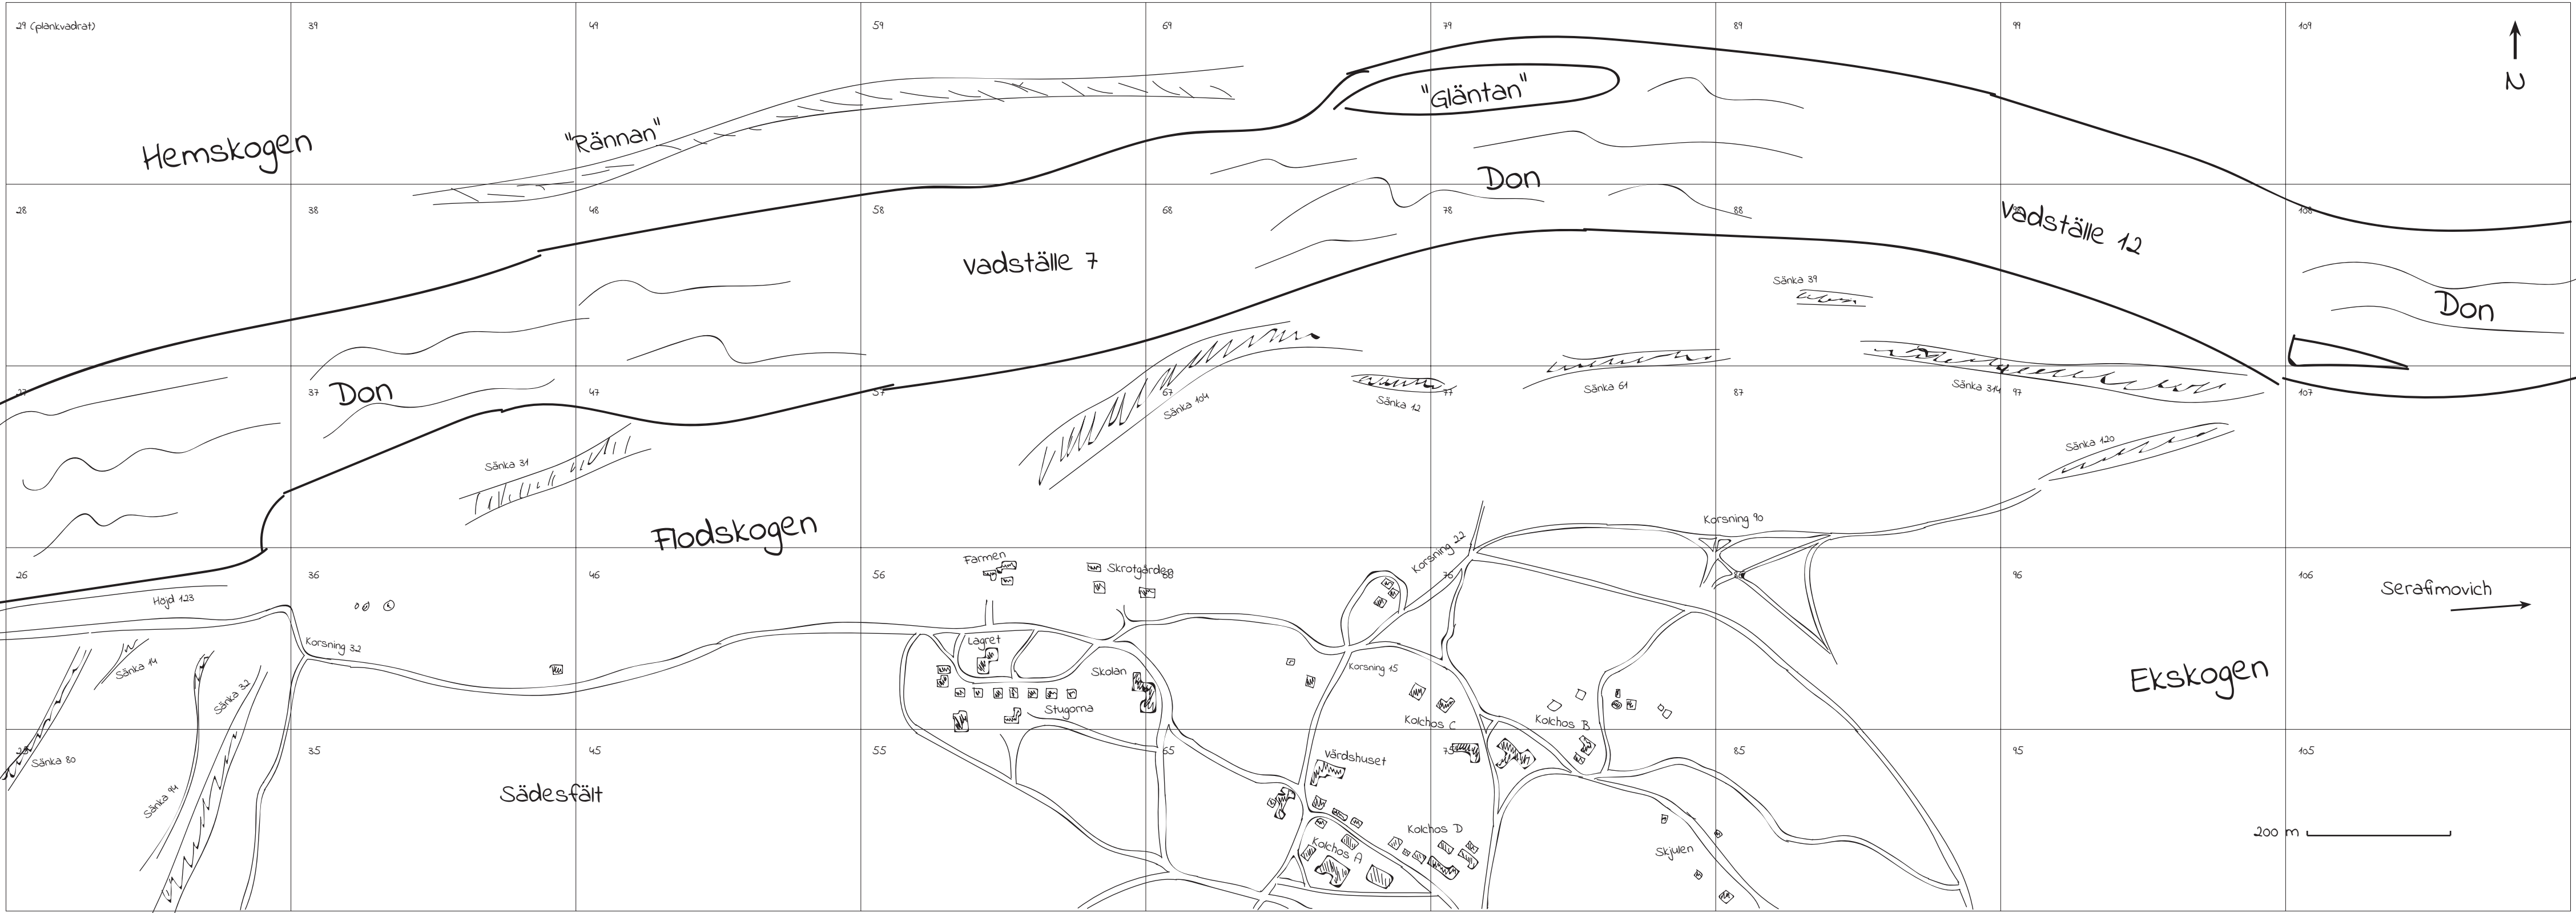 29 (plankvadrat)
39
49
59
69
79
89
99
109
N
"Gläntan"
"Rännan"
Hemskogen
Don
28
38
48
58
68
78
88
108
Vadställe 12
Vadställe 7
Sänka 39
Don
27
37
Don
47
57
67
77
87
97
107
Sänka 61
Sänka 314
Sänka 12
Sänka 104
Sänka 120
Sänka 31
Flodskogen
Korsning 90
Korsning 22
Farmen
Skrotgården
26
36
46
56
66
76
96
106
Serafimovich
Höjd 123
Korsning 32
Lagret
Sänka 14
Korsning 15
Skolan
Ekskogen
Sänka 32
Stugorna
Kolchos C
Kolchos B
35
45
55
65
75
85
95
105
Sänka 80
Värdshuset
Sädesfält
Sänka 94
Kolchos D
200 m
Kolchos A
Skjulen